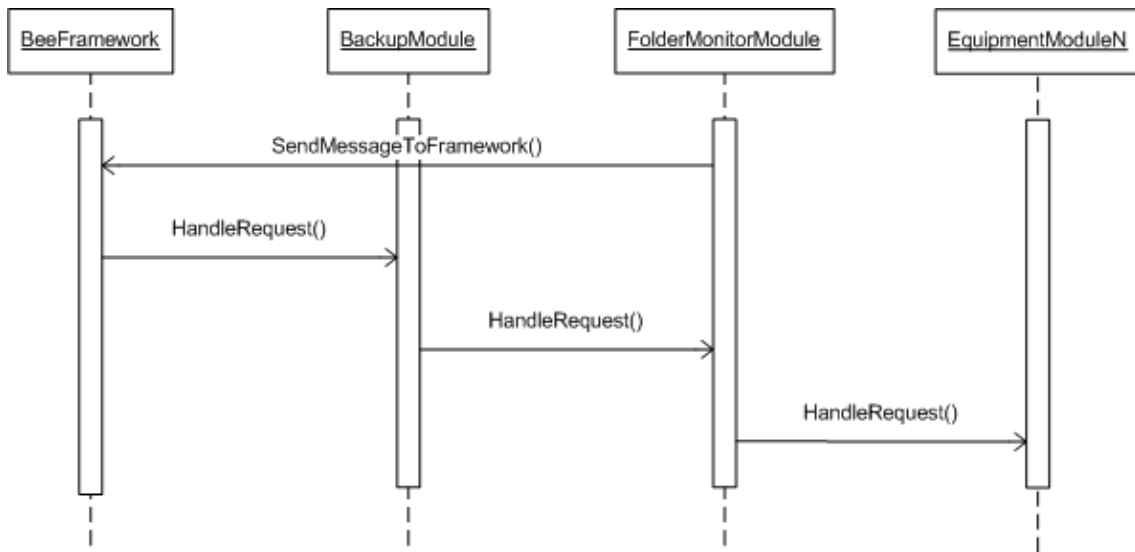 BeeFramework
BackupModule
FolderMonitorModule
EquipmentModuleN
SendMessageToFramework()
HandleRequest()
HandleRequest()
HandleRequest()